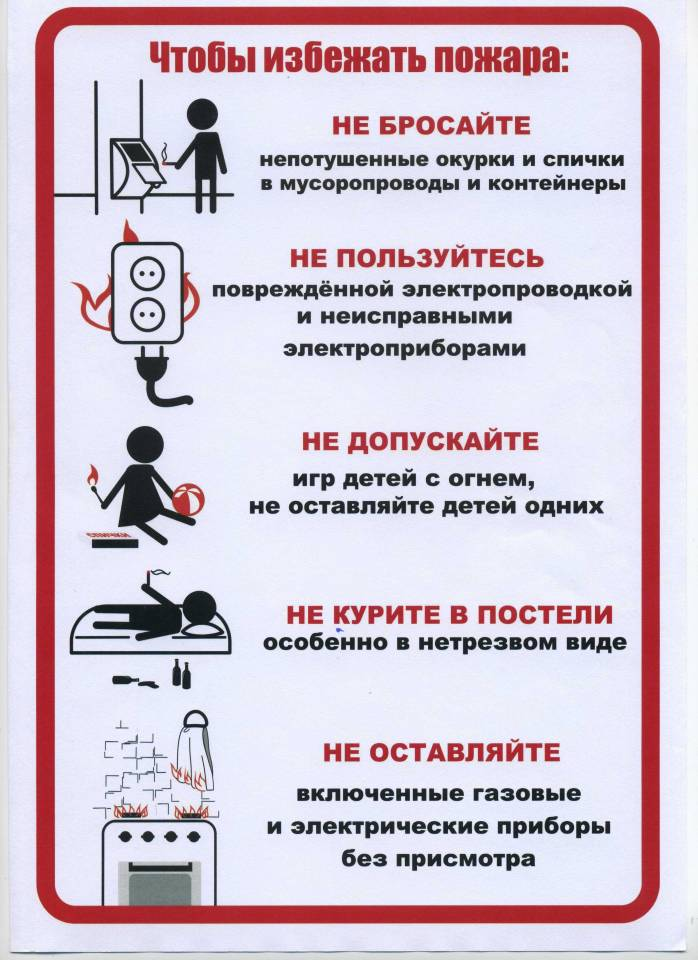 Чтобы избежать пожара:
НЕ БРОСАЙТЕ
непотушенные окурки и спички
в мусоропроводы и контейнеры
НЕ ПОЛЬЗУЙТЕСЬ
повреждённой электропроводкой
и неисправными
электроприборами
НЕ ДОПУСКАЙТЕ
игр детей с огнем,
не оставляйте детей одних
СПИЧКИ
НЕ КУРИТЕ В ПОСТЕЛИ
особенно в нетрезвом виде
НЕ ОСТАВЛЯЙТЕ
включенные газовые
и электрические приборы
без присмотра